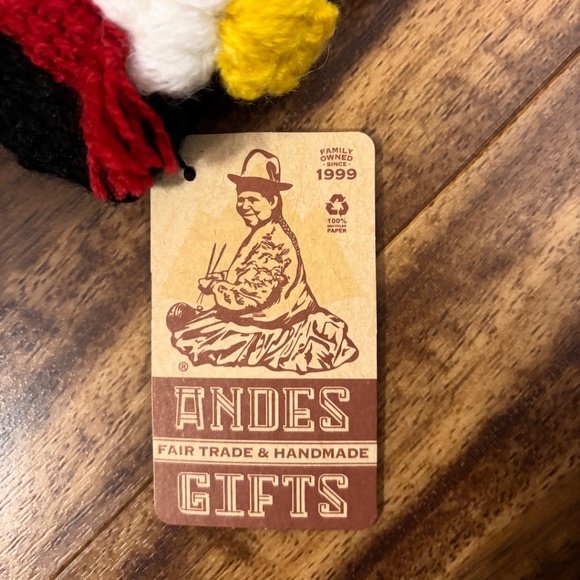 FAMILY
OWNED
- SINCE -
1999
100%
RECYCLED
PAPER
®
ANDES
FAIR TRADE & HANDMADE
GIFTS